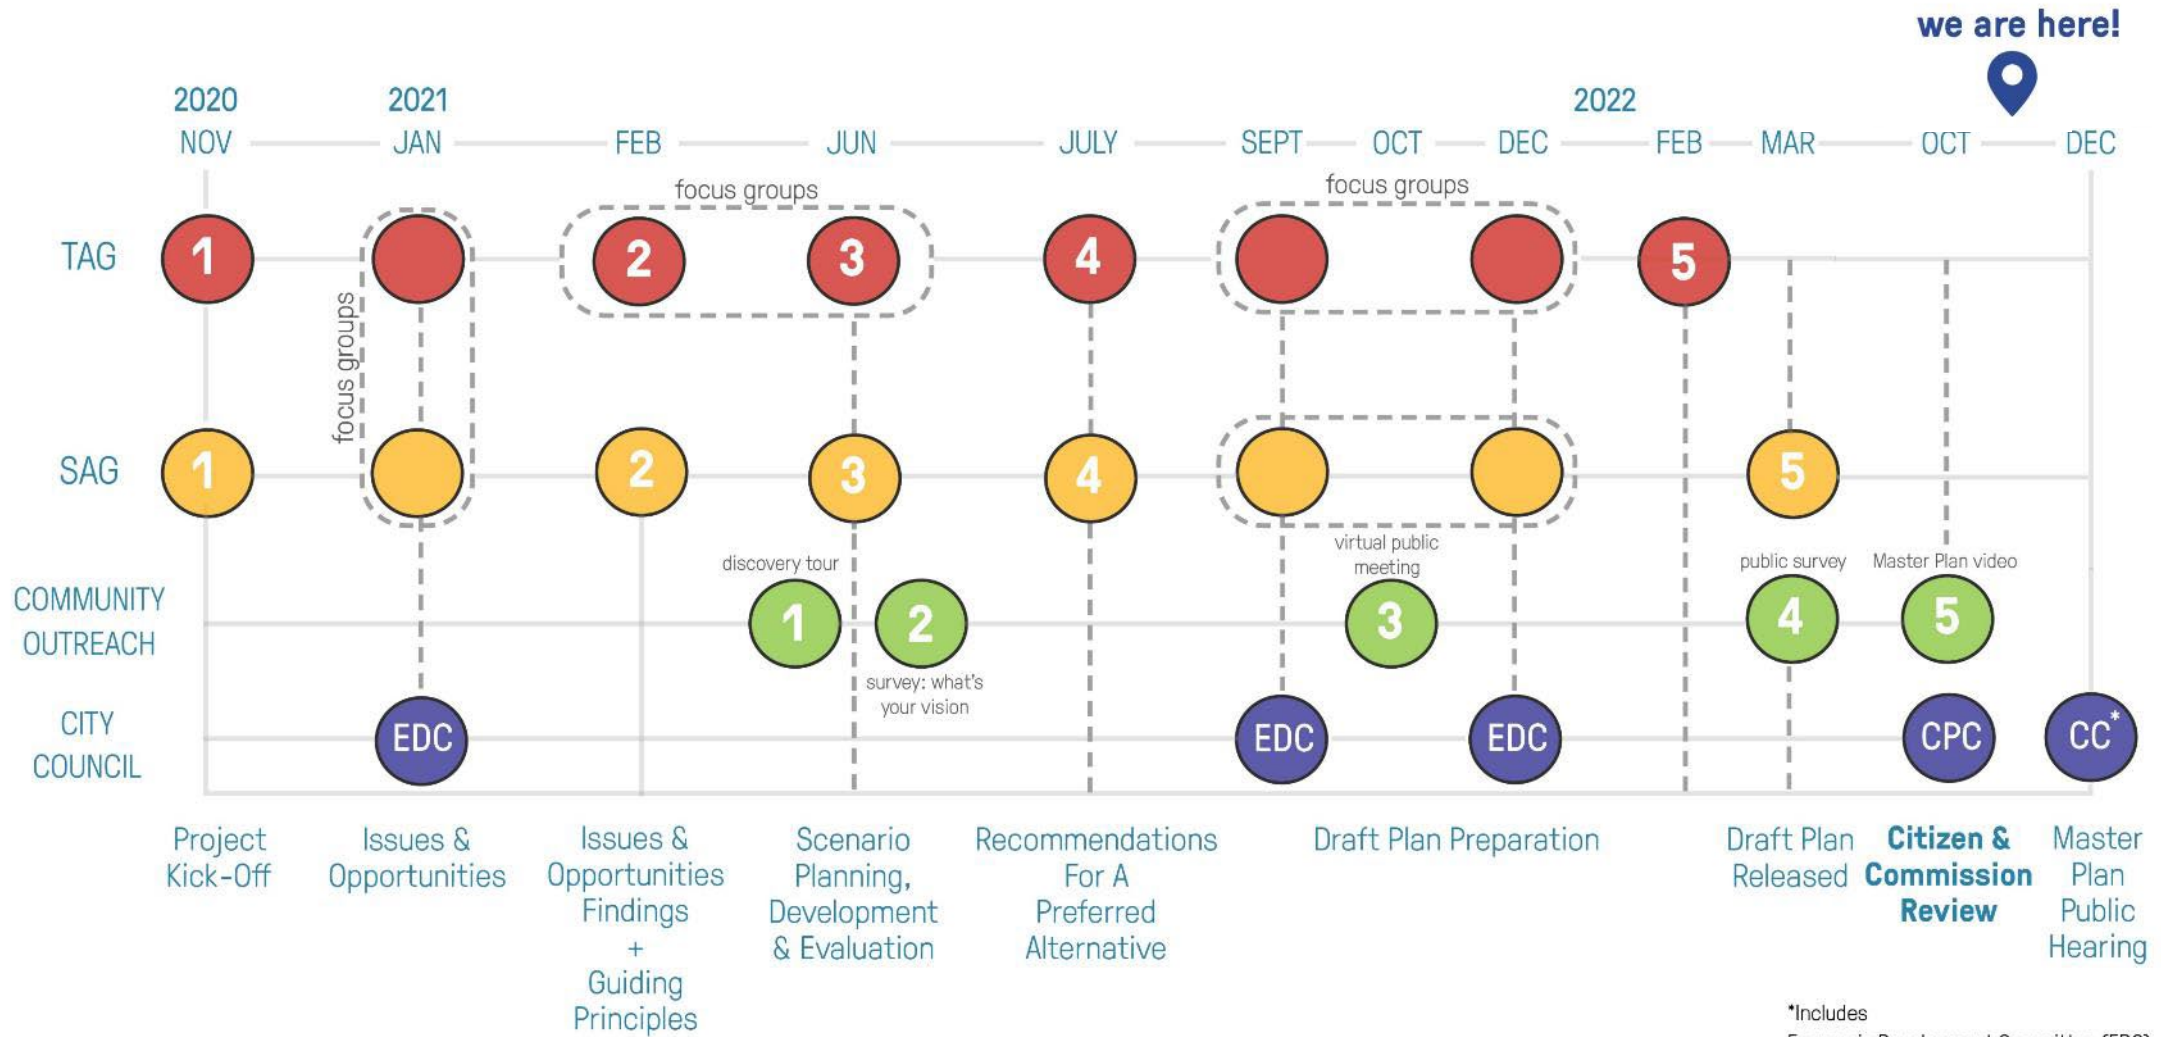 we are here!
2020 2021 2022
NOV JAN FEB JUN JULY SEPT OCT DEC FEB MAR OCT DEC
focus groups focus groups
TAG 1 2 3 4 5
focus groups
SAG 1 2 3 4 5
virtual public
meeting
discovery tour public survey Master Plan video
COMMUNITY
OUTREACH
1 2 3 4 5
survey: what's
your vision
CITY
COUNCIL
EDC EDC EDC CPC CC*
Project
Kick-Off
Issues &
Opportunities
Issues &
Opportunities
Findings
+
Guiding
Principles
Scenario
Planning,
Development
& Evaluation
Recommendations
For A
Preferred
Alternative
Draft Plan Preparation
Draft Plan
Released
Citizen &
Commission
Review
Master
Plan
Public
Hearing
*Includes